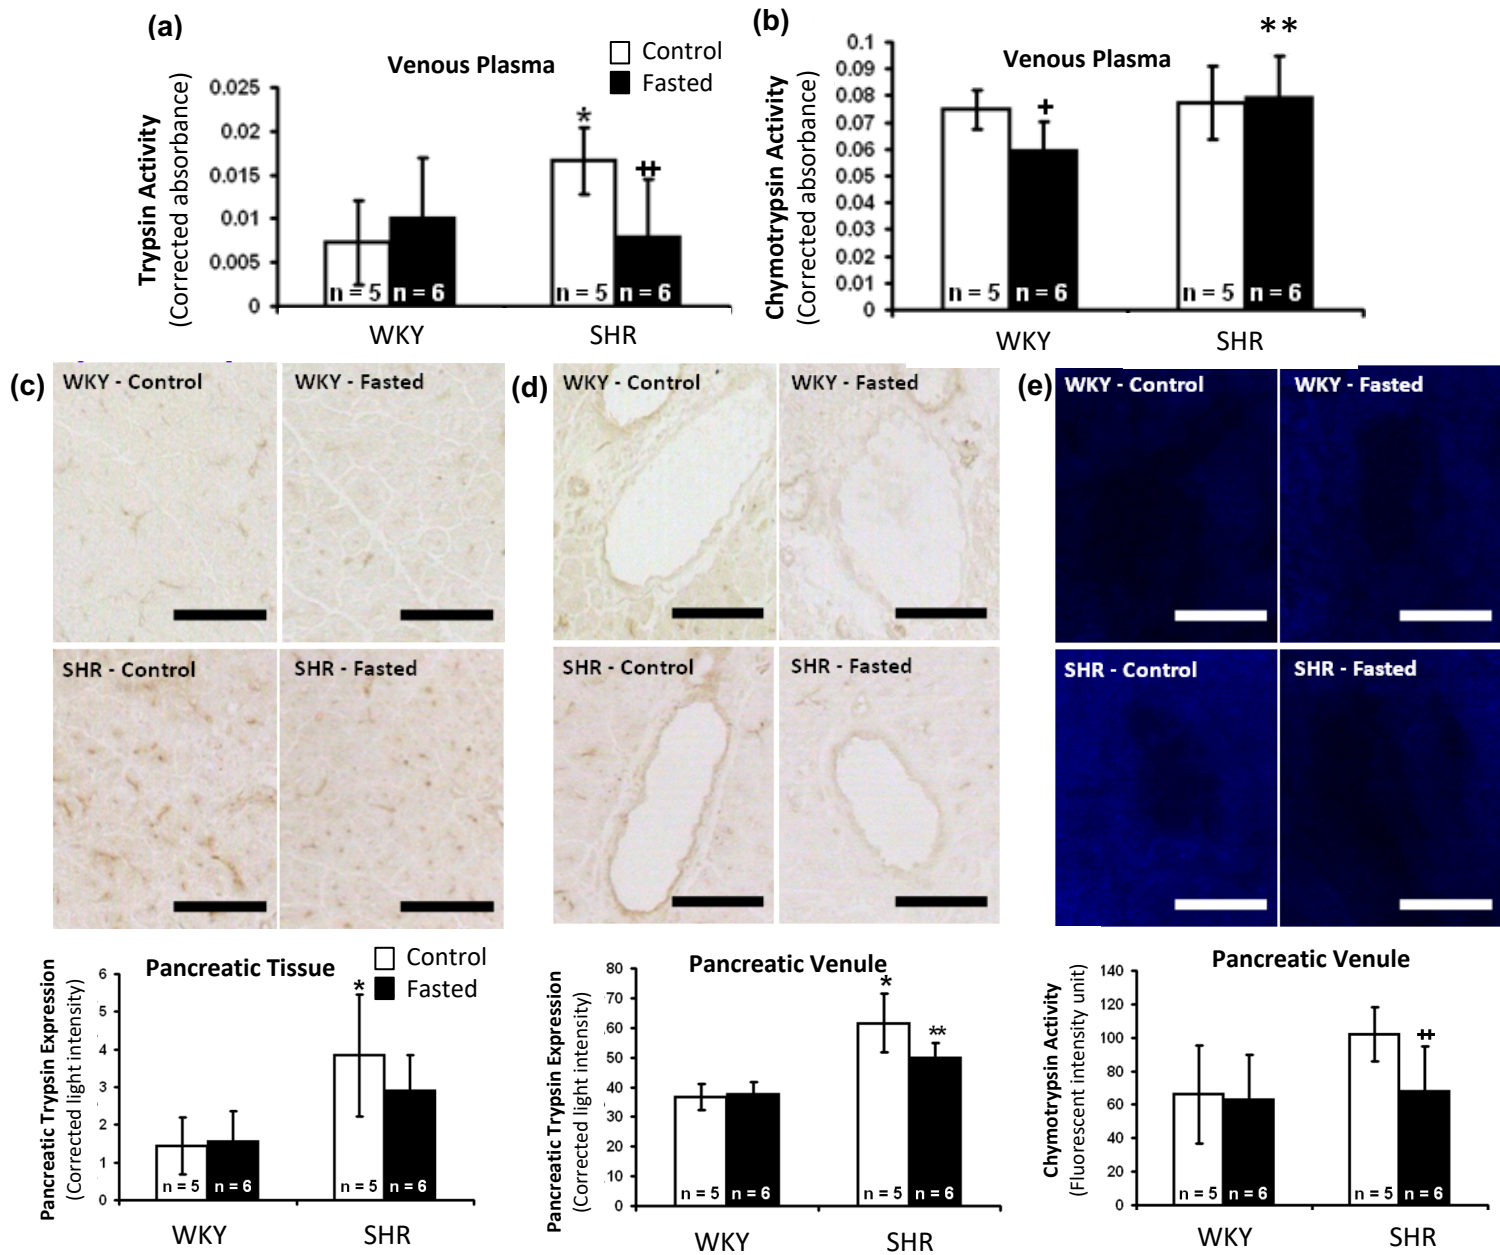 (a)
Venous Plasma
Control
Fasted
Trypsin Activity
(Corrected absorbance)
0.025
0.02
0.015
0.01
0.005
0
*
++
n = 5
n = 6
n = 5
n = 6
WKY
SHR
(b)
Venous Plasma
**
+
Chymotrypsin Activity
(Corrected absorbance)
0.1
0.09
0.08
0.07
0.06
0.05
0.04
0.03
0.02
0.01
0
n = 5
n = 6
n = 5
n = 6
WKY
SHR
(c)
WKY - Control
WKY - Fasted
SHR - Control
SHR - Fasted
Pancreatic Tissue
Control
Fasted
Pancreatic Trypsin Expression
(Corrected light intensity)
6
5
4
3
2
1
0
*
n = 5
n = 6
n = 5
n = 6
WKY
SHR
(d)
WKY - Control
WKY - Fasted
SHR - Control
SHR - Fasted
Pancreatic Venule
Pancreatic Trypsin Expression
(Corrected light intensity)
80
70
60
50
40
30
20
10
0
*
**
n = 5
n = 6
n = 5
n = 6
WKY
SHR
(e)
WKY - Control
WKY - Fasted
SHR - Control
SHR - Fasted
Pancreatic Venule
Chymotrypsin Activity
(Fluorescent intensity unit)
140
120
100
80
60
40
20
0
++
n = 5
n = 6
n = 5
n = 6
WKY
SHR